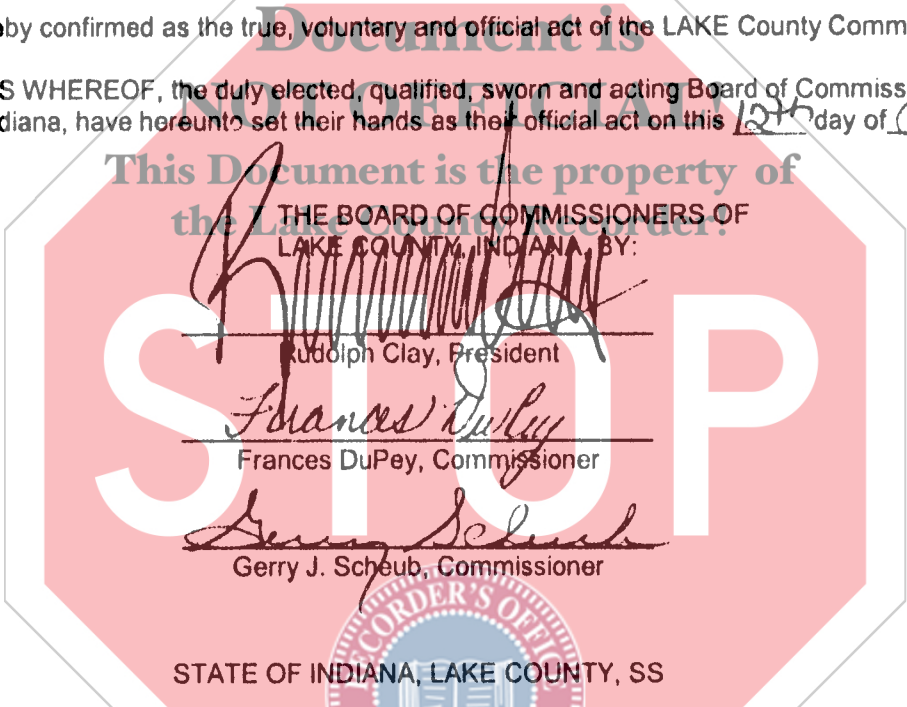 Document is
eby confirmed as the true, voluntary and official act of the LAKE County Comm
NOT OFFICIAL!
S WHEREOF, the duly elected, qualified, sworn and acting Board of Commiss
diana, have hereunto set their hands as their official act on this 12th day of
This Document is the property of
the Lake County Recorder!
THE BOARD OF COMMISSIONERS OF
LAKE COUNTY, INDIANA, BY:
STOP
Rudolph Clay, President
Frances DuPey
Frances DuPey, Commissioner
Gerry Scheub
Gerry J. Scheub, Commissioner
RECORDER'S OFFICE
STATE OF INDIANA, LAKE COUNTY, SS